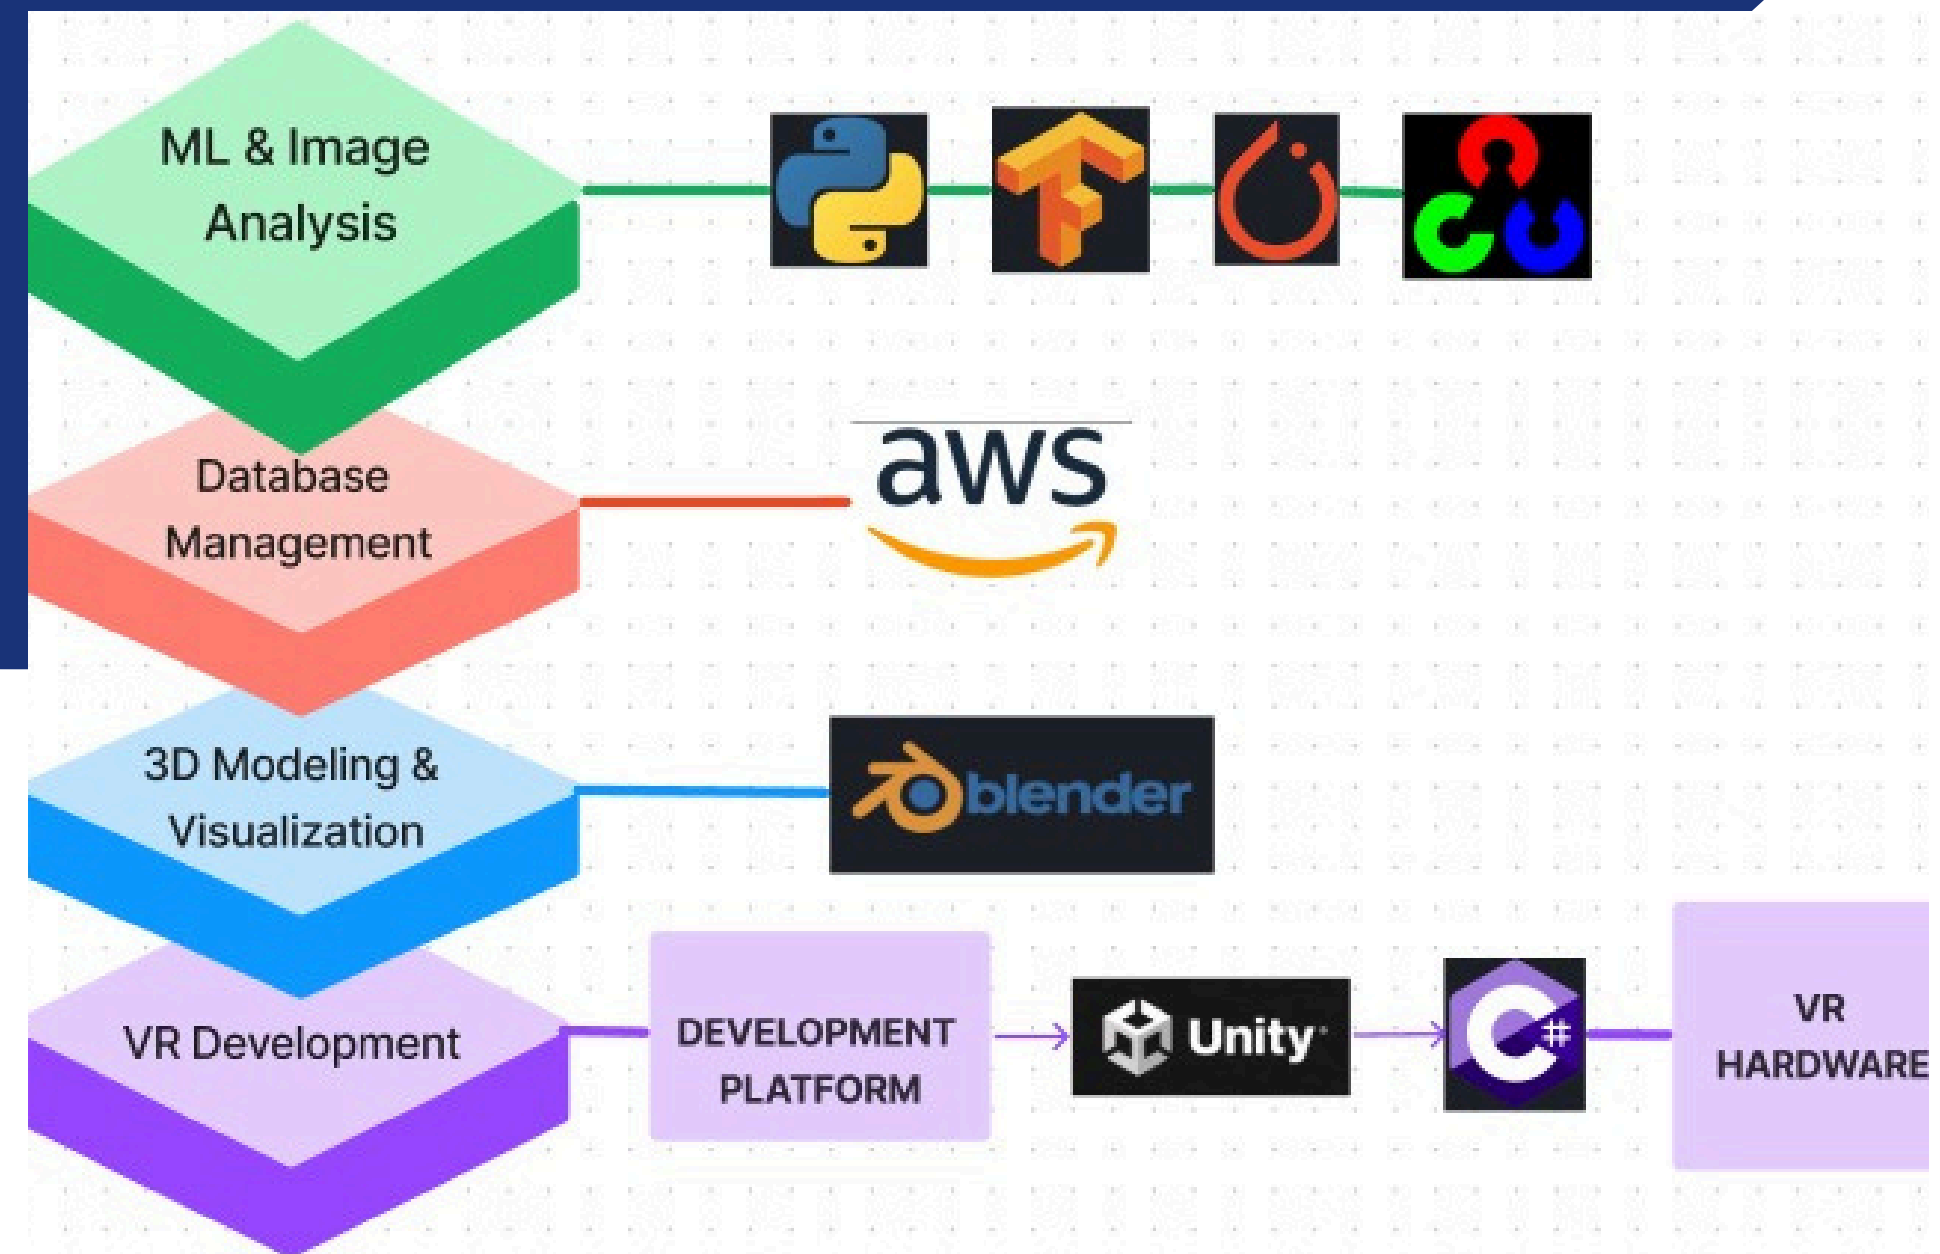 ML & Image
Analysis
Database
Management
aws
3D Modeling &
Visualization
blender
VR Development
DEVELOPMENT
PLATFORM
Unity
C#
VR
HARDWARE